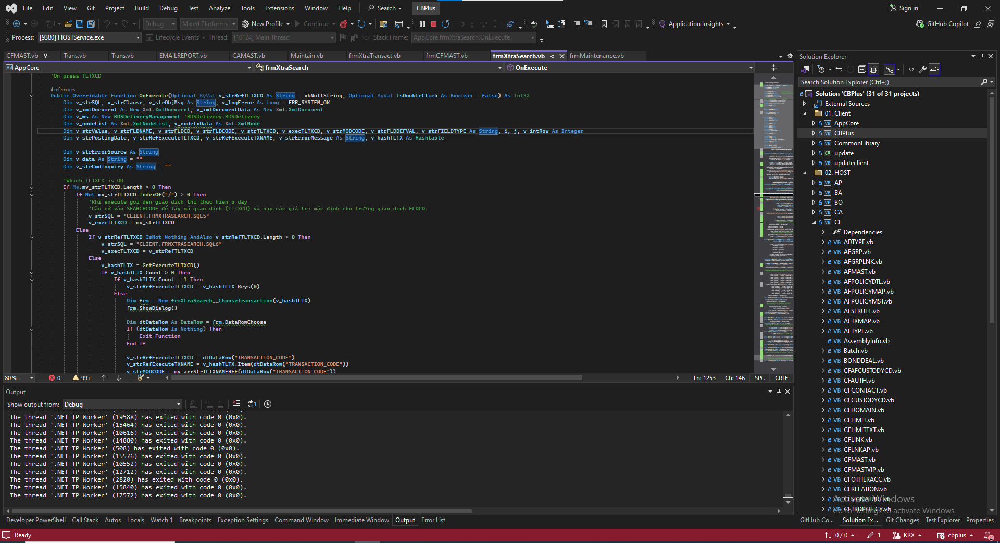 File Edit View Git Project Build Debug Test Analyze Tools Extensions Window Help Search CBPlus Sign in
Debug Mixed Platforms New Profile Continue Application Insights GitHub Copilot
Process: [9380] HOSTService.exe Lifecycle Events Thread: [10124] Main Thread Stack Frame: AppCore.frmXtraSearch.OnExecute
CFMAST.vb Trans.vb Trans.vb EMAILREPORT.vb CAMAST.vb Maintain.vb frmXtraTransact.vb frmCFMAST.vb frmXtraSearch.vb frmMaintenance.vb
AppCore frmXtraSearch OnExecute
'On press TLTXCD
4 references
Public Overridable Function OnExecute(Optional ByVal v_strRefTLTXCD As String = vbNullString, Optional ByVal IsDoubleClick As Boolean = False) As Int32
Dim v_strSQL, v_strClause, v_strObjMsg As String, v_lngError As Long = ERR_SYSTEM_OK
Dim v_xmlDocument As New Xml.XmlDocument, v_xmlDocumentData As New Xml.XmlDocument
Dim v_ws As New BDSDeliveryManagement 'BDSDelivery.BDSDelivery
Dim v_nodeList As Xml.XmlNodeList, v_nodetxData As Xml.XmlNode
Dim v_strValue, v_strFLDNAME, v_strFLDCD, v_strFLDCODE, v_strTLTXCD, v_execTLTXCD, v_strMODCODE, v_strFLDDEFVAL, v_strFIELDTYPE As String, i, j, v_intRow As Integer
Dim v_strPostingDate, v_strRefExecuteTLTXCD, v_strRefExecuteTXNAME, v_strErrorMessage As String, v_hashTLTX As Hashtable
Dim v_strErrorSource As String
Dim v_data As String = ""
Dim v_strCmdInquiry As String = ""
'Which TLTXCD is OK
If Me.mv_strTLTXCD.Length > 0 Then
If Not mv_strTLTXCD.IndexOf("/") > 0 Then
'Khi execute goi den giao dich thi thuc hien o day
'Căn cứ vào SEARCHCODE để lấy mã giao dịch (TLTXCD) và nạp các giá trị mặc định cho trư?ng giao dịch FLDCD.
v_strSQL = "CLIENT.FRMXTRASEARCH.SQL5"
v_execTLTXCD = mv_strTLTXCD
Else
If v_strRefTLTXCD IsNot Nothing AndAlso v_strRefTLTXCD.Length > 0 Then
v_strSQL = "CLIENT.FRMXTRASEARCH.SQL6"
v_execTLTXCD = v_strRefTLTXCD
Else
v_hashTLTX = GetExecuteTLTXCD()
If v_hashTLTX.Count > 0 Then
If v_hashTLTX.Count = 1 Then
v_strRefExecuteTLTXCD = v_hashTLTX.Keys(0)
Else
Dim frm = New frmXtraSearch__ChooseTransaction(v_hashTLTX)
frm.ShowDialog()
Dim dtDataRow As DataRow = frm.DataRowChoose
If (dtDataRow Is Nothing) Then
Exit Function
End If
v_strRefExecuteTLTXCD = dtDataRow("TRANSACTION_CODE")
v_strRefExecuteTXNAME = v_hashTLTX.Item(dtDataRow("TRANSACTION_CODE"))
v_strMODCODE = mv_arrStrTLTXNAMEREF(dtDataRow("TRANSACTION_CODE"))
80 % 0 99+ Ln: 1253 Ch: 146 SPC CRLF
Output
Show output from: Debug
The thread '.NET TP Worker' (19588) has exited with code 0 (0x0).
The thread '.NET TP Worker' (15464) has exited with code 0 (0x0).
The thread '.NET TP Worker' (10616) has exited with code 0 (0x0).
The thread '.NET TP Worker' (14880) has exited with code 0 (0x0).
The thread '.NET TP Worker' (508) has exited with code 0 (0x0).
The thread '.NET TP Worker' (15576) has exited with code 0 (0x0).
The thread '.NET TP Worker' (10552) has exited with code 0 (0x0).
The thread '.NET TP Worker' (12712) has exited with code 0 (0x0).
The thread '.NET TP Worker' (2820) has exited with code 0 (0x0).
The thread '.NET TP Worker' (15840) has exited with code 0 (0x0).
The thread '.NET TP Worker' (17572) has exited with code 0 (0x0).
Developer PowerShell Call Stack Autos Locals Watch 1 Breakpoints Exception Settings Command Window Immediate Window Output Error List
Solution Explorer
Search Solution Explorer (Ctrl+;)
Solution 'CBPlus' (31 of 31 projects)
External Sources
01. Client
AppCore
CBPlus
CommonLibrary
update
updateclient
02. HOST
AP
BA
BO
CA
CF
Dependencies
ADTYPE.vb
AFGRP.vb
AFGRPLNK.vb
AFMAST.vb
AFPOLICYDTL.vb
AFPOLICYMAP.vb
AFPOLICYMST.vb
AFSERULE.vb
AFTXMAP.vb
AFTYPE.vb
AssemblyInfo.vb
Batch.vb
BONDDEAL.vb
CFAFCUSTODYCD.vb
CFAUTH.vb
CFCONTACT.vb
CFCUSTODYCD.vb
CFDOMAIN.vb
CFLIMIT.vb
CFLIMITEXT.vb
CFLINK.vb
CFLNKAP.vb
CFMAST.vb
CFMASTVIP.vb
CFOTHERACC.vb
CFRELATION.vb
CFSIGNATURE.vb
CFTRDPOLICY.vb
Activate Windows
Go to Settings to activate Windows.
GitHub Co... Solution Ex... Git Changes Test Explorer Properties
Ready 0 / 0 1 KRX cbplus 2